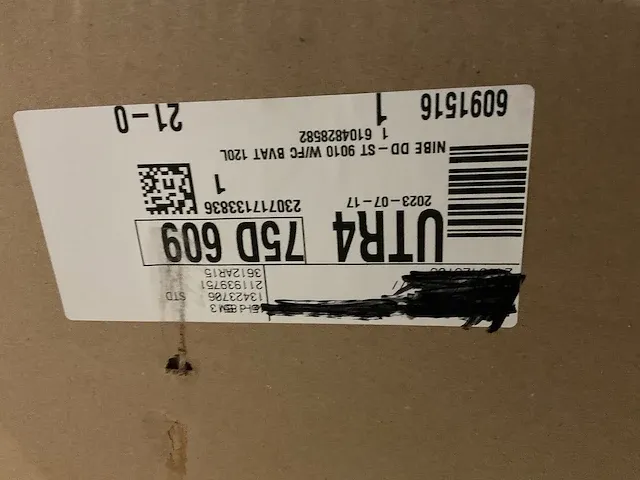 STD
13423706
211939751
3612AR15
UTR4 75D 609
2023-07-17 230717133836
1
NIBE DD-ST 9010 W/FC BVAT 120L
1 6104828582
6091516 1 21-0